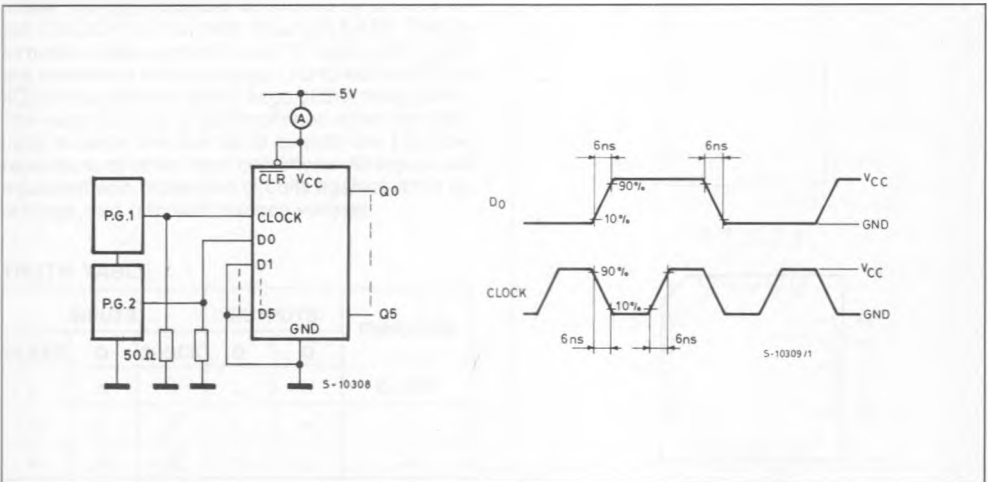 5V
A
CLR VCC
Q0
P.G.1
CLOCK
D0
D1
P.G.2
D5
Q5
GND
50Ω
S-10308
6ns 6ns
90%
VCC
D0
10%
GND
90%
VCC
CLOCK
10%
GND
6ns 6ns
S-10309/1